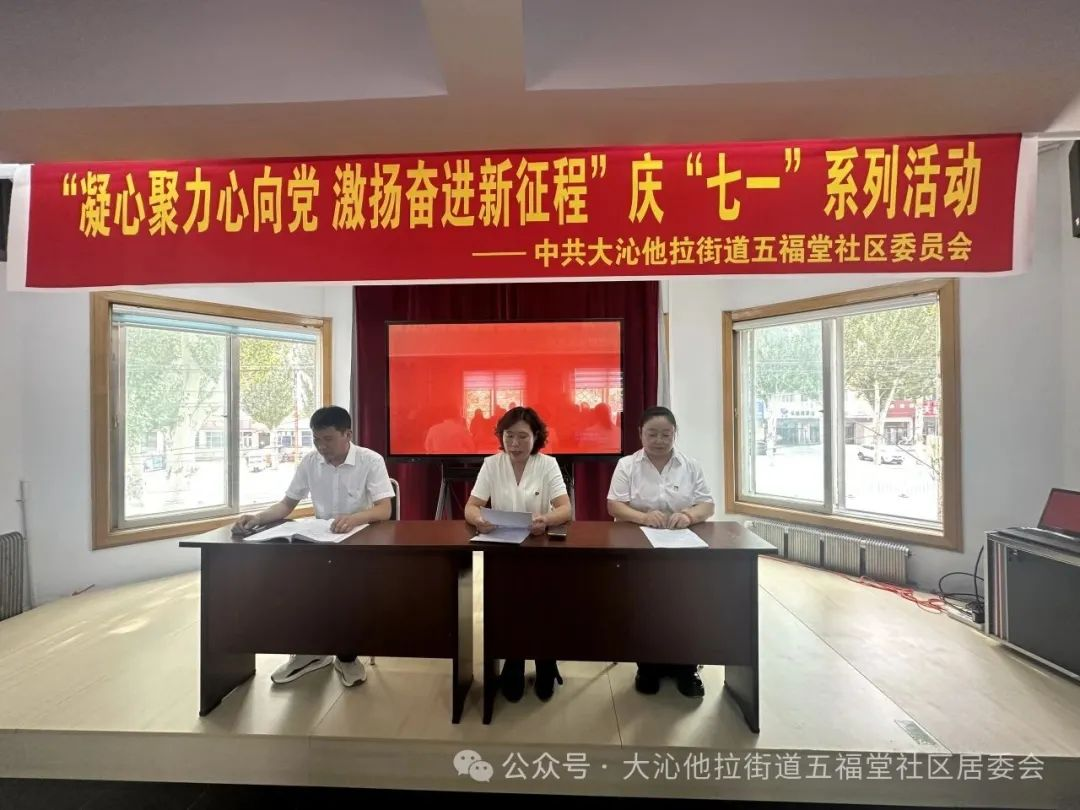 “凝心聚力心向党 激扬奋进新征程”庆“七一”系列活动
——中共大沁他拉街道五福堂社区委员会
公众号·大沁他拉街道五福堂社区居委会